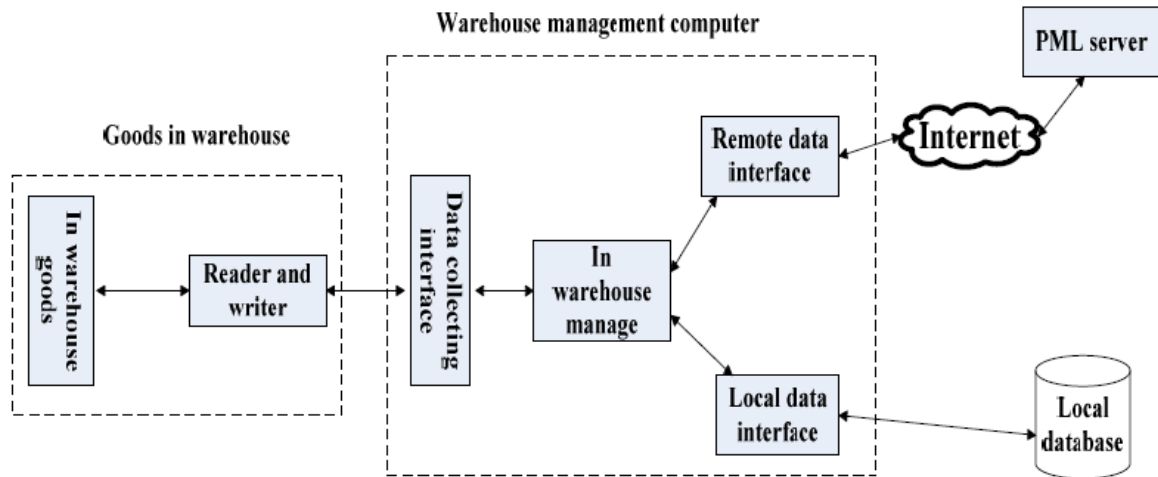 Warehouse management computer
PML server
Goods in warehouse
Remote data
interface
Internet
In warehouse
goods
Reader and
writer
Data collecting
interface
In
warehouse
manage
Local data
interface
Local
database